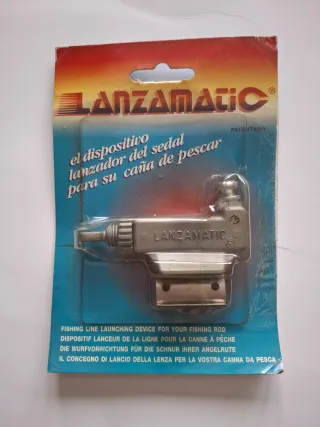 LANZAMATIC®
PATENTADO
el dispositivo
lanzador del sedal
para su caña de pescar
LANZAMATIC
FISHING LINE LAUNCHING DEVICE FOR YOUR FISHING ROD
DISPOSITIF LANCEUR DE LA LIGNE POUR LA CANNE A PÊCHE
DIE WURFVORRICHTUNG FÜR DIE SCHNUR IHRER ANGELRUTE
IL CONCEGNO DI LANCIO DELLA LENZA PER LA VOSTRA CANNA DA PESCA